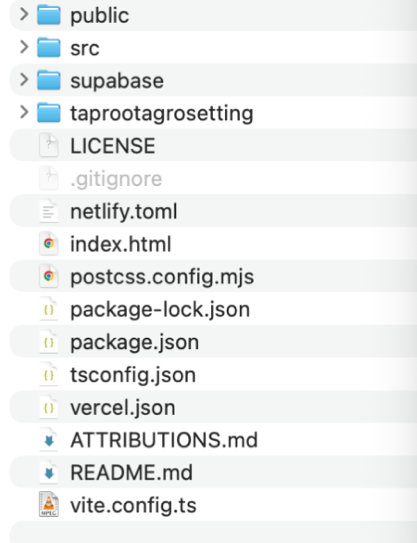 public
src
supabase
taprootagrosetting
LICENSE
.gitignore
netlify.toml
index.html
postcss.config.mjs
package-lock.json
package.json
tsconfig.json
vercel.json
ATTRIBUTIONS.md
README.md
vite.config.ts